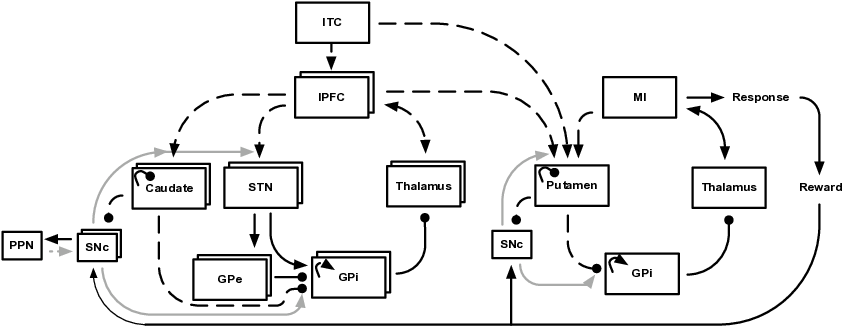 ITC
lPFC
MI
Response
Caudate
STN
Thalamus
Putamen
Thalamus
Reward
PPN
SNc
SNc
GPe
GPi
GPi